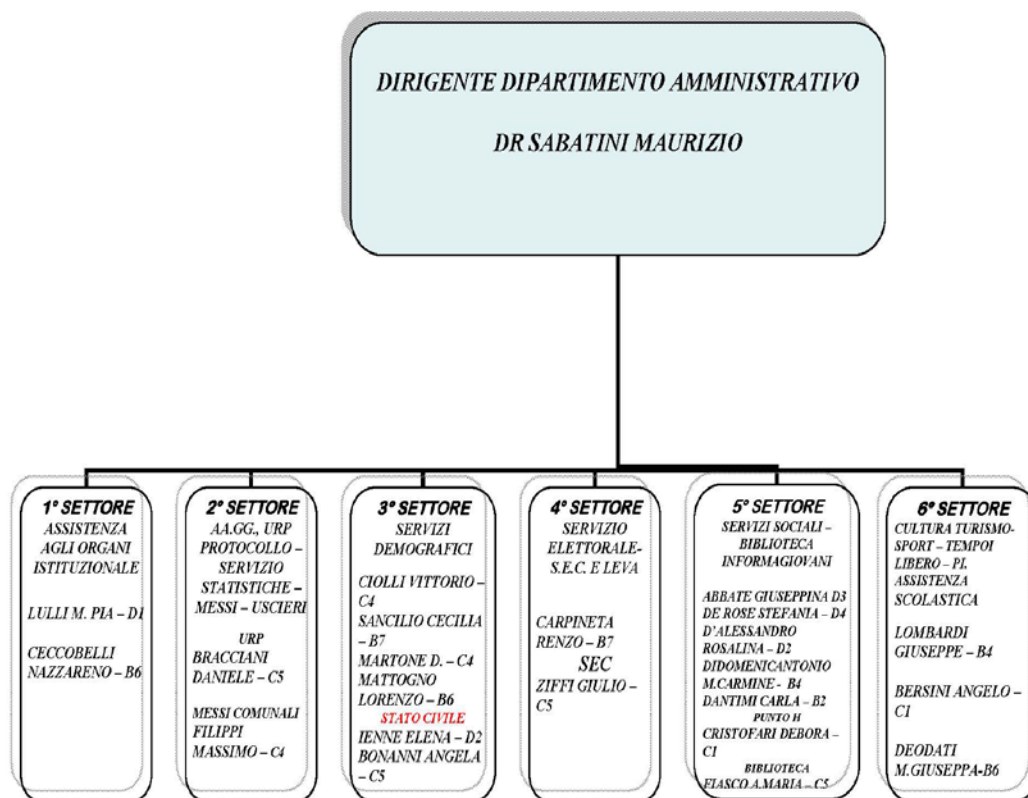 DIRIGENTE DIPARTIMENTO AMMINISTRATIVO
DR SABATINI MAURIZIO
1° SETTORE
ASSISTENZA
AGLI ORGANI
ISTITUZIONALE
LULLI M. PIA – D1
CECCOBELLI
NAZZARENO – B6
2° SETTORE
AA.GG., URP
PROTOCOLLO –
SERVIZIO
STATISTICHE –
MESSI – USCIERI
URP
BRACCIANI
DANIELE – C5
MESSI COMUNALI
FILIPPI
MASSIMO – C4
3° SETTORE
SERVIZI
DEMOGRAFICI
CIOLLI VITTORIO –
C4
SANCILIO CECILIA
– B7
MARTONE D. – C4
MATTOGNO
LORENZO – B6
STATO CIVILE
IENNE ELENA – D2
BONANNI ANGELA
– C5
4° SETTORE
SERVIZIO
ELETTORALE-
S.E.C. E LEVA
CARPINETA
RENZO – B7
SEC
ZIFFI GIULIO –
C5
5° SETTORE
SERVIZI SOCIALI –
BIBLIOTECA
INFORMAGIOVANI
ABBATE GIUSEPPINA D3
DE ROSE STEFANIA – D4
D'ALESSANDRO
ROSALINA – D2
DIDOMENICANTONIO
M.CARMINE - B4
DANTIMI CARLA – B2
PUNTO H
CRISTOFARI DEBORA –
C1
BIBLIOTECA
FIASCO A.MARIA – C5
6° SETTORE
CULTURA TURISMO-
SPORT – TEMPOI
LIBERO – PI.
ASSISTENZA
SCOLASTICA
LOMBARDI
GIUSEPPE – B4
BERSINI ANGELO –
C1
DEODATI
M.GIUSEPPA-B6